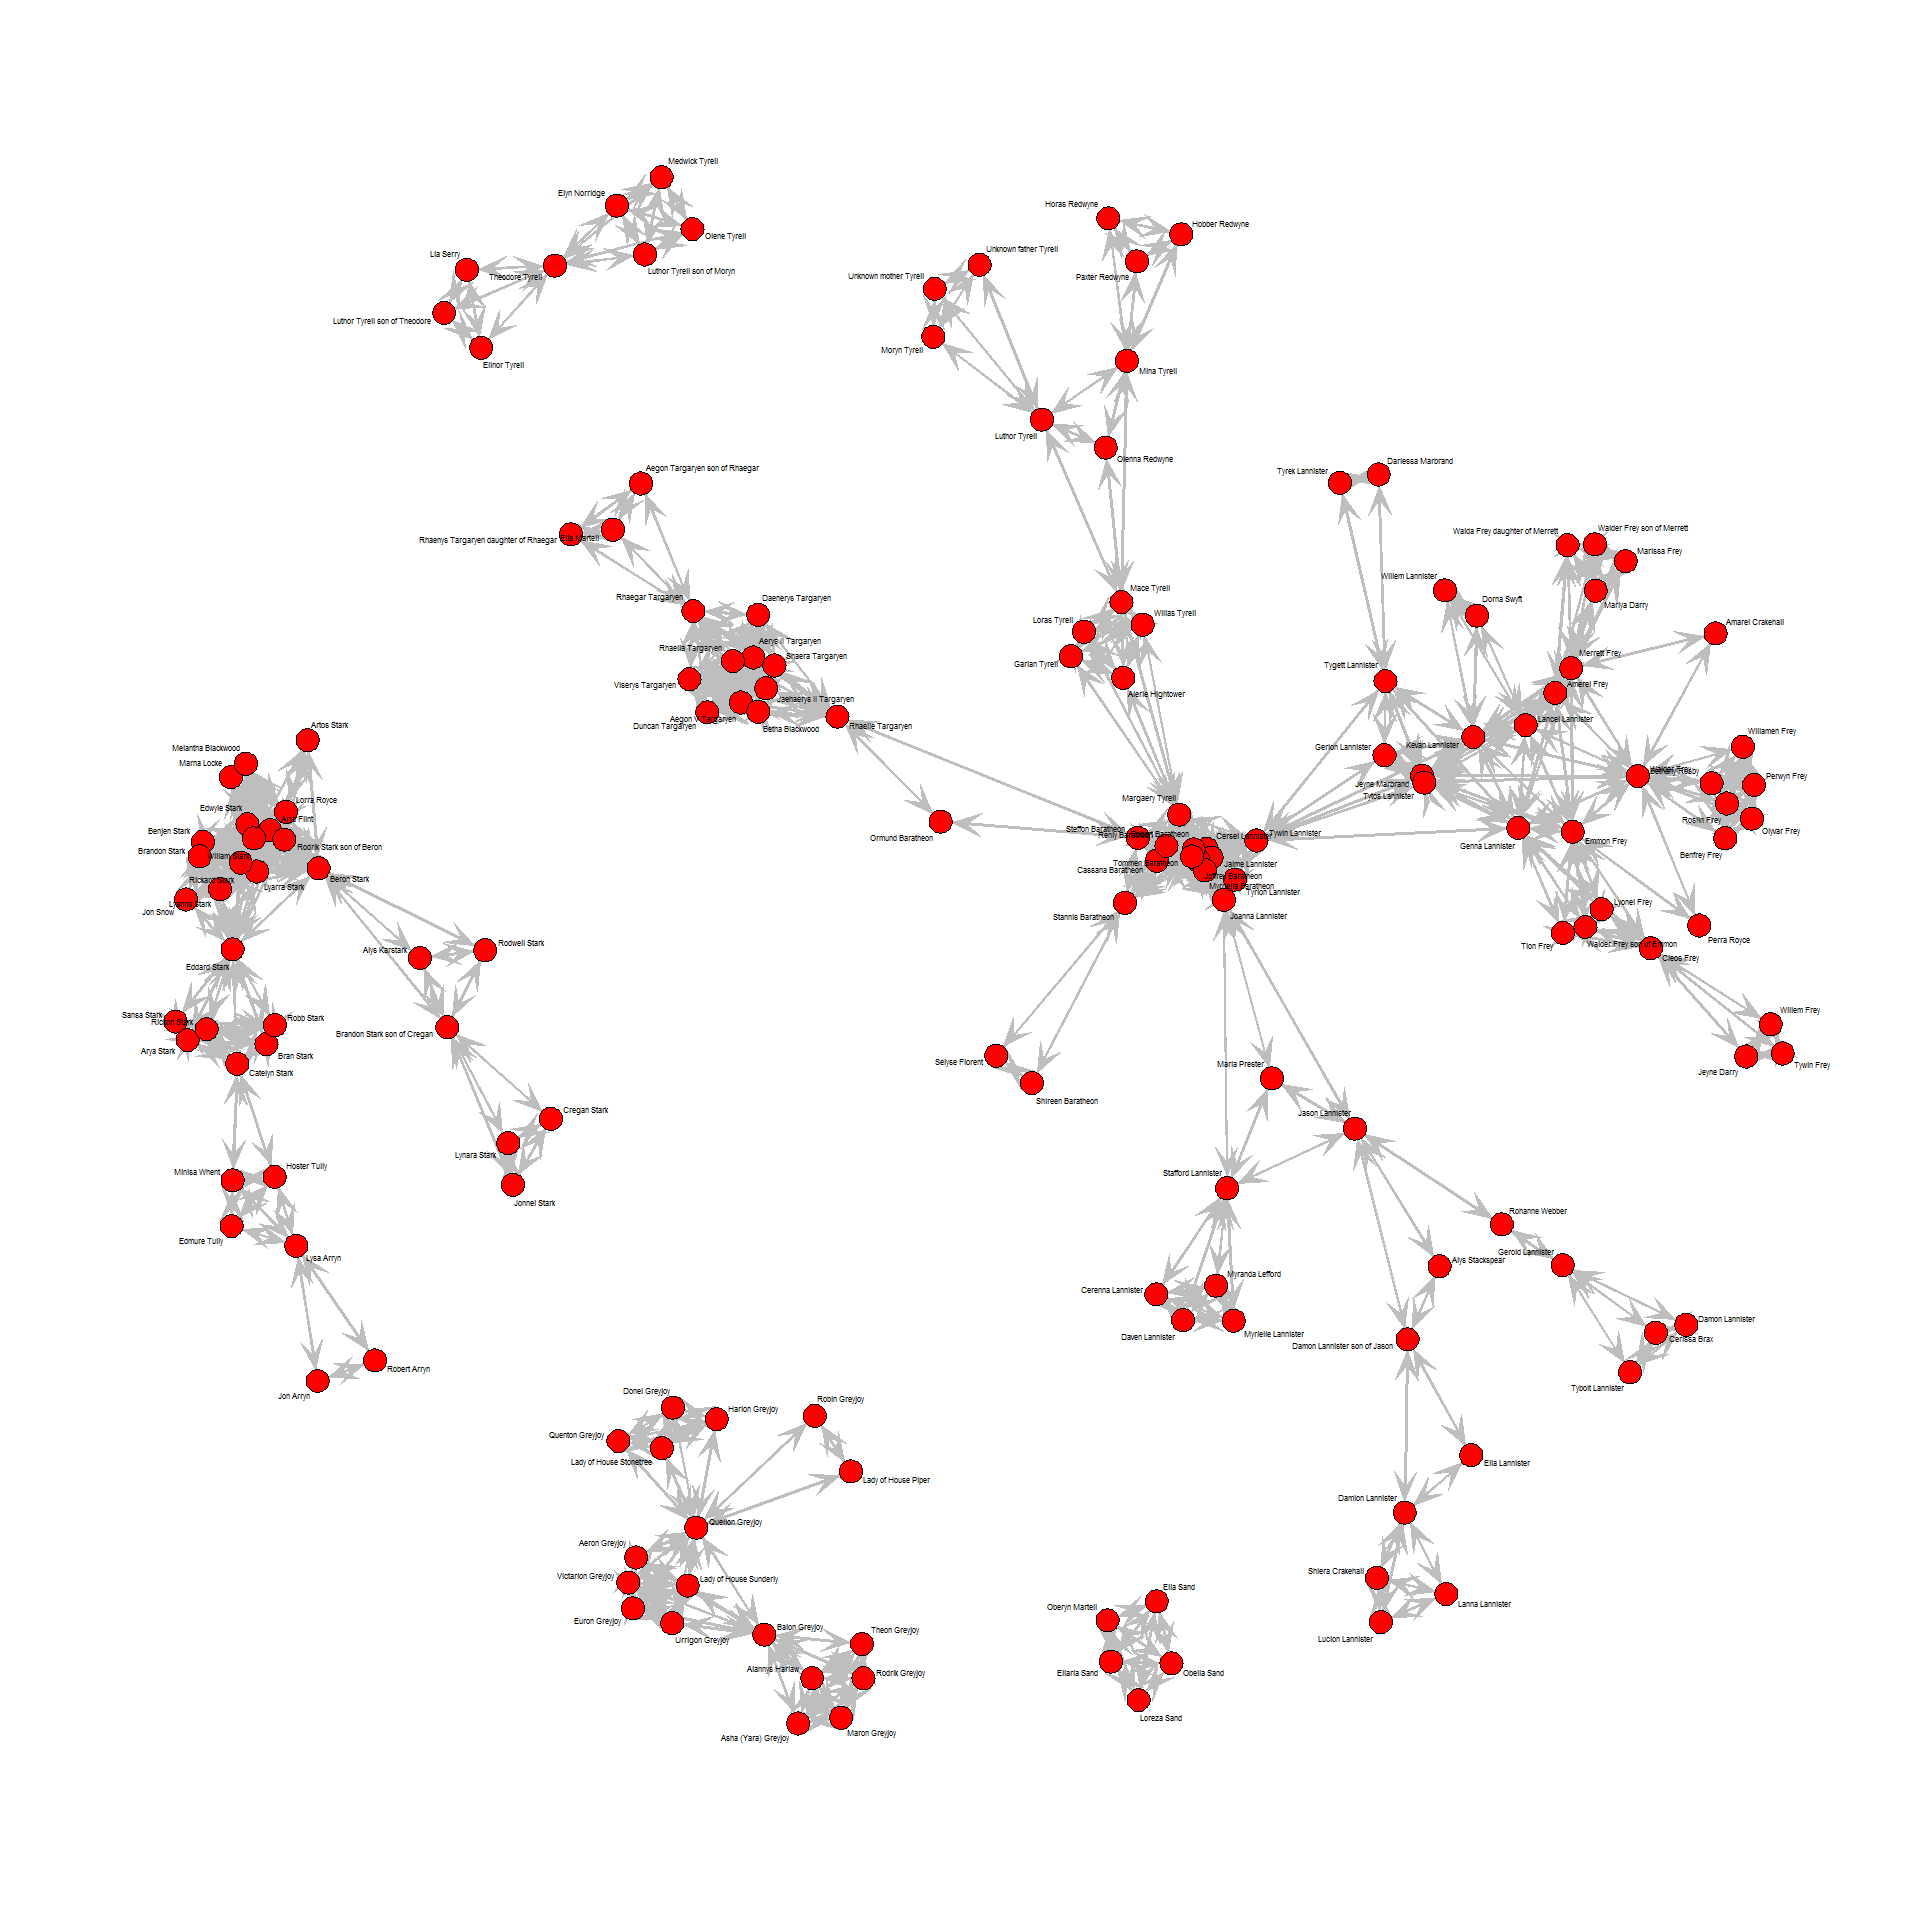 Medwick Tyrell
Elyn Norridge
Olene Tyrell
Lia Serry
Theodore Tyrell
Luthor Tyrell son of Moryn
Luthor Tyrell son of Theodore
Elinor Tyrell
Horas Redwyne
Hobber Redwyne
Unknown father Tyrell
Unknown mother Tyrell
Paxter Redwyne
Moryn Tyrell
Mina Tyrell
Luthor Tyrell
Olenna Redwyne
Aegon Targaryen son of Rhaegar
Rhaenys Targaryen daughter of Rhaegar
Elia Martell
Tyrek Lannister
Darlessa Marbrand
Walda Frey daughter of Merrett
Walder Frey son of Merrett
Marissa Frey
Mariya Darry
Willem Lannister
Dorna Swyft
Amarei Crakehall
Rhaegar Targaryen
Daenerys Targaryen
Mace Tyrell
Willas Tyrell
Loras Tyrell
Garlan Tyrell
Alerie Hightower
Aerys II Targaryen
Rhaella Targaryen
Shaera Targaryen
Viserys Targaryen
Jaehaerys II Targaryen
Aegon V Targaryen
Duncan Targaryen
Betha Blackwood
Rhaelle Targaryen
Merrett Frey
Tygett Lannister
Amerei Frey
Lancel Lannister
Kevan Lannister
Gerion Lannister
Jeyne Marbrand
Tytos Lannister
Walder Frey
Bethany Rosby
Williamen Frey
Perwyn Frey
Roslin Frey
Olyvar Frey
Benfrey Frey
Artos Stark
Melantha Blackwood
Marna Locke
Lorra Royce
Edwyle Stark
Arya Flint
Benjen Stark
Rodrik Stark son of Beron
Brandon Stark
William Stark
Beron Stark
Rickard Stark
Lyarra Stark
Lyanna Stark
Jon Snow
Ormund Baratheon
Margaery Tyrell
Steffon Baratheon
Renly Baratheon
Cersei Lannister
Tywin Lannister
Tommen Baratheon
Jaime Lannister
Cassana Baratheon
Joffrey Baratheon
Myrcella Baratheon
Tyrion Lannister
Stannis Baratheon
Joanna Lannister
Genna Lannister
Emmon Frey
Lyonel Frey
Tion Frey
Walder Frey son of Emmon
Perra Royce
Cleos Frey
Willem Frey
Jeyne Darry
Tywin Frey
Eddard Stark
Alys Karstark
Rodwell Stark
Sansa Stark
Rickon Stark
Robb Stark
Arya Stark
Bran Stark
Catelyn Stark
Brandon Stark son of Cregan
Cregan Stark
Lynara Stark
Jonnel Stark
Selyse Florent
Shireen Baratheon
Marla Prester
Jason Lannister
Stafford Lannister
Minisa Whent
Hoster Tully
Edmure Tully
Lysa Arryn
Robert Arryn
Jon Arryn
Rohanne Webber
Gerold Lannister
Alys Stackspear
Damon Lannister
Cerissa Brax
Tybolt Lannister
Damon Lannister son of Jason
Cerenna Lannister
Myranda Lefford
Daven Lannister
Myrielle Lannister
Ella Lannister
Damion Lannister
Shiera Crakehall
Lanna Lannister
Lucion Lannister
Donel Greyjoy
Harlon Greyjoy
Robin Greyjoy
Quenton Greyjoy
Lady of House Stonetree
Lady of House Piper
Quellon Greyjoy
Aeron Greyjoy
Victarion Greyjoy
Lady of House Sunderly
Euron Greyjoy
Urrigon Greyjoy
Balon Greyjoy
Theon Greyjoy
Alannys Harlaw
Rodrik Greyjoy
Asha (Yara) Greyjoy
Maron Greyjoy
Elia Sand
Oberyn Martell
Ellaria Sand
Obella Sand
Loreza Sand